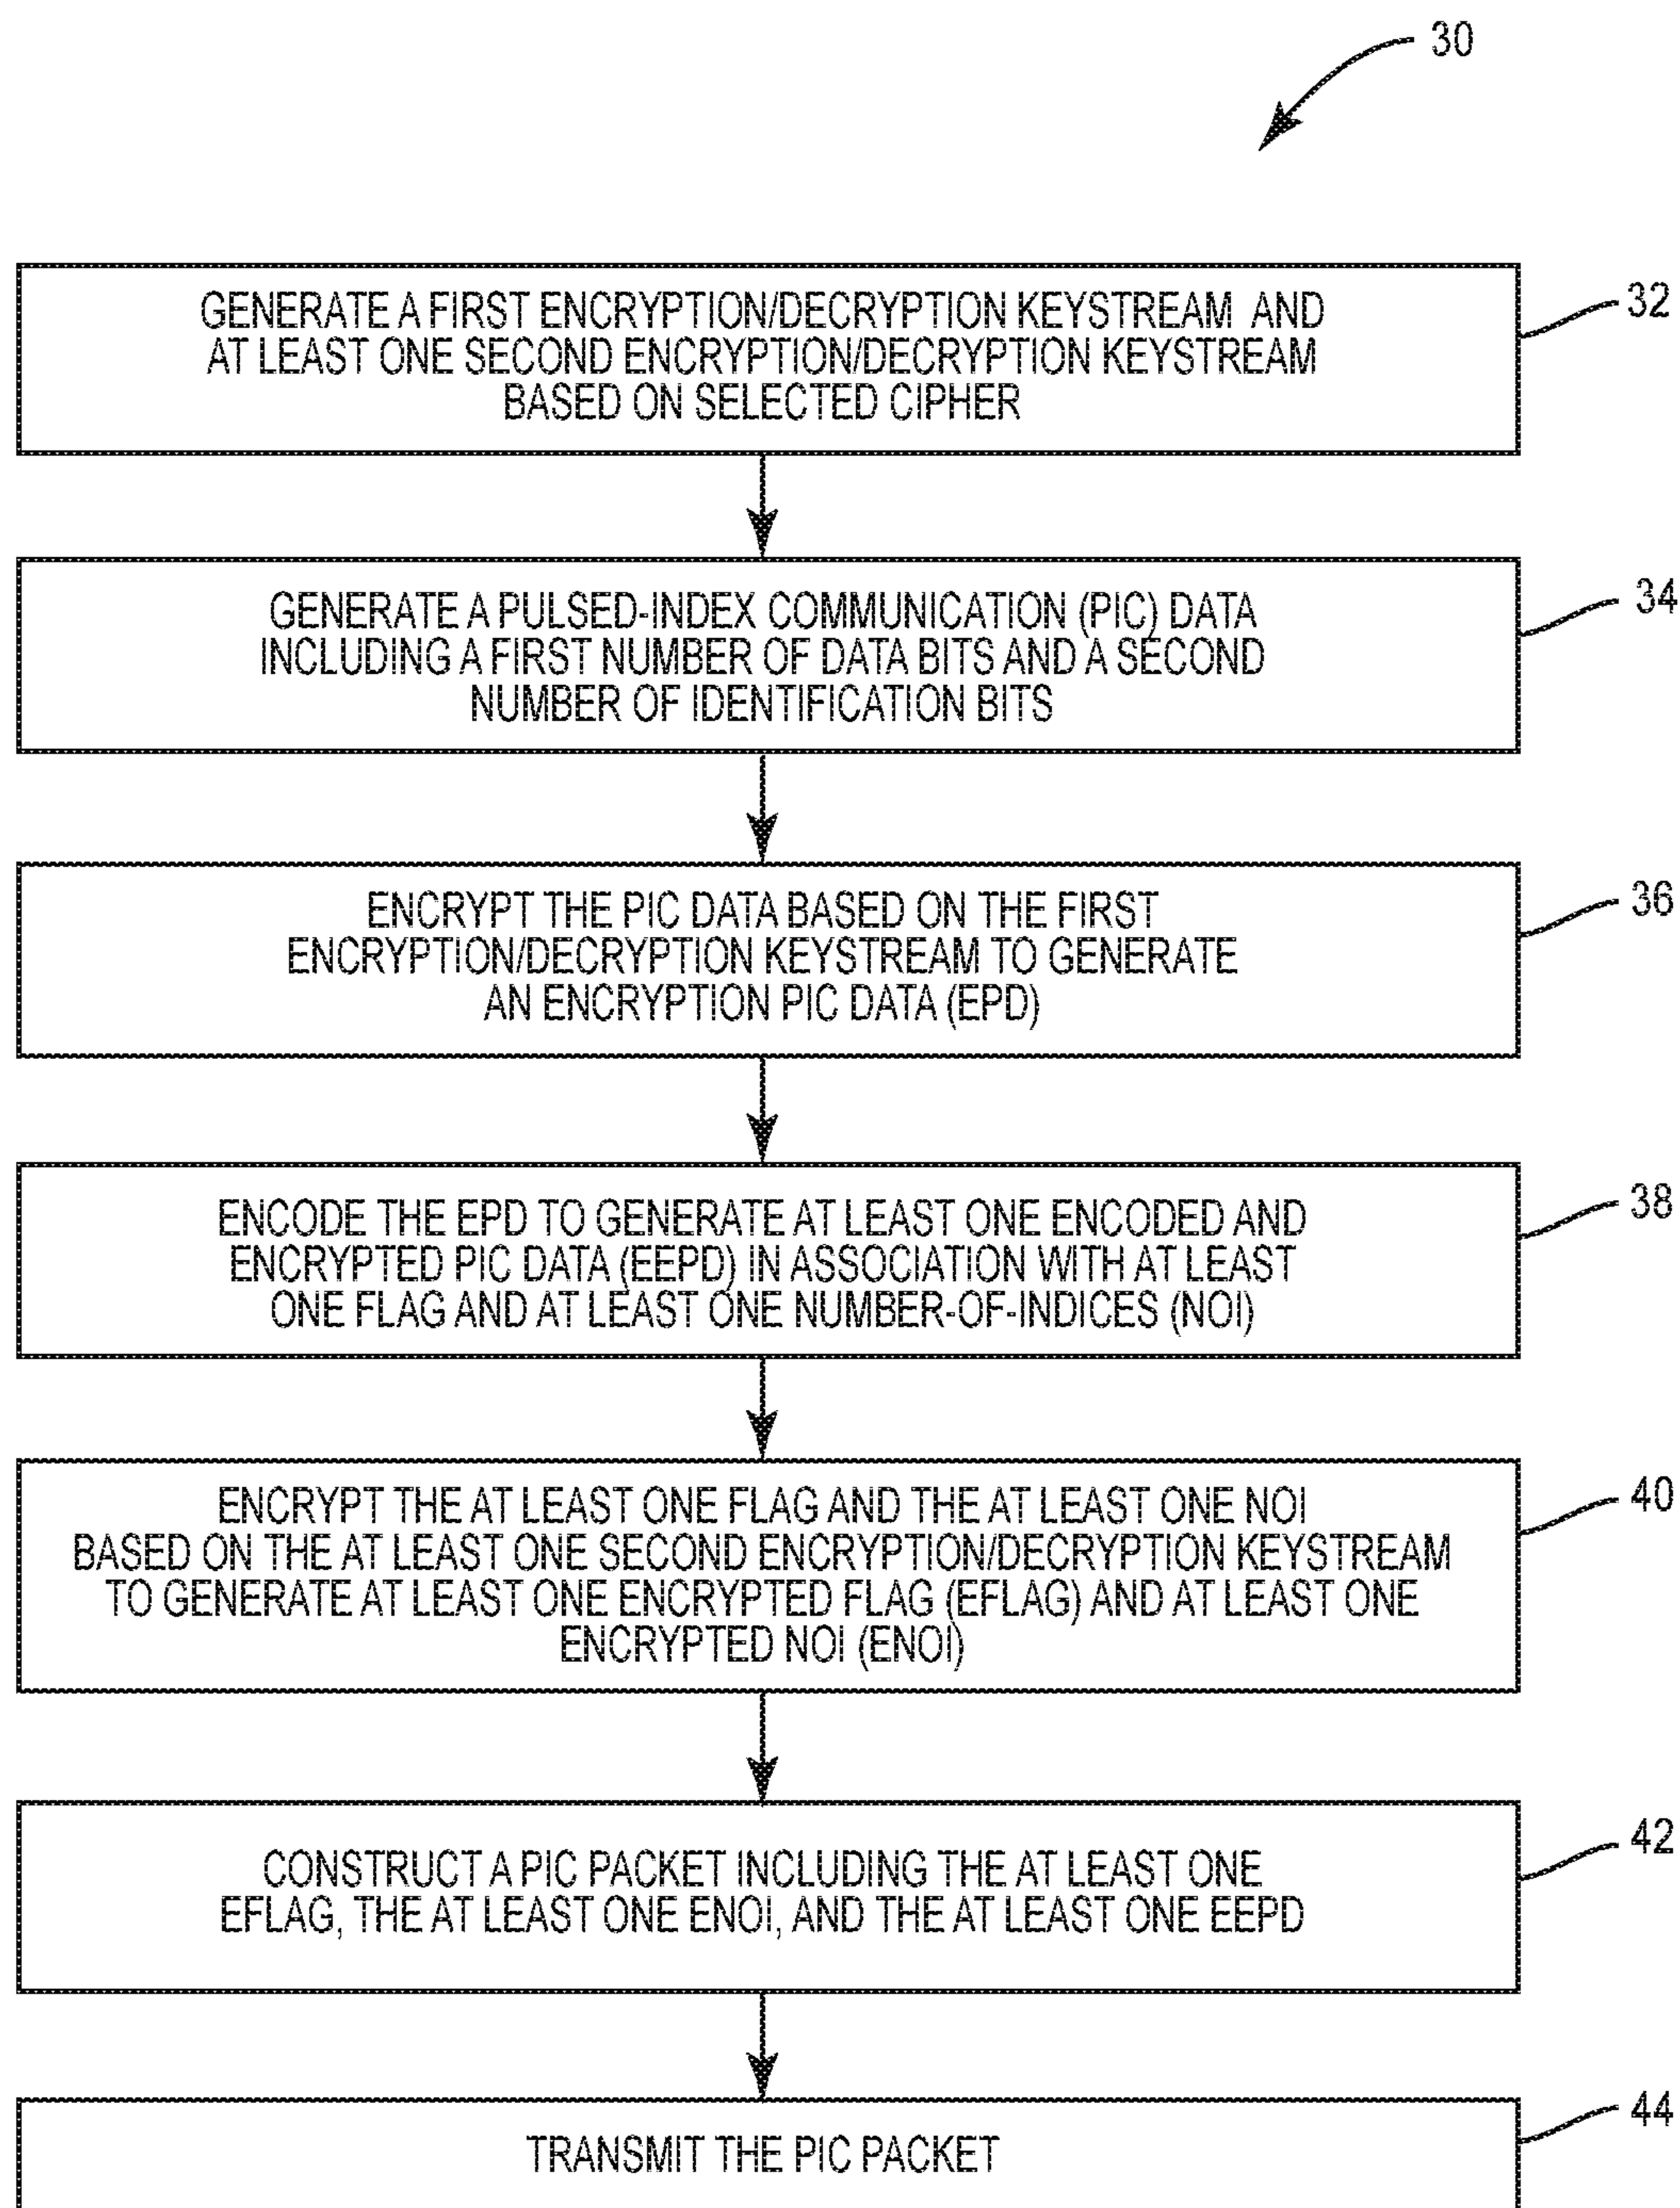 30
GENERATE A FIRST ENCRYPTION/DECRYPTION KEYSTREAM AND
AT LEAST ONE SECOND ENCRYPTION/DECRYPTION KEYSTREAM
BASED ON SELECTED CIPHER
32
GENERATE A PULSED-INDEX COMMUNICATION (PIC) DATA
INCLUDING A FIRST NUMBER OF DATA BITS AND A SECOND
NUMBER OF IDENTIFICATION BITS
34
ENCRYPT THE PIC DATA BASED ON THE FIRST
ENCRYPTION/DECRYPTION KEYSTREAM TO GENERATE
AN ENCRYPTION PIC DATA (EPD)
36
ENCODE THE EPD TO GENERATE AT LEAST ONE ENCODED AND
ENCRYPTED PIC DATA (EEPD) IN ASSOCIATION WITH AT LEAST
ONE FLAG AND AT LEAST ONE NUMBER-OF-INDICES (NOI)
38
ENCRYPT THE AT LEAST ONE FLAG AND THE AT LEAST ONE NOI
BASED ON THE AT LEAST ONE SECOND ENCRYPTION/DECRYPTION KEYSTREAM
TO GENERATE AT LEAST ONE ENCRYPTED FLAG (EFLAG) AND AT LEAST ONE
ENCRYPTED NOI (ENOI)
40
CONSTRUCT A PIC PACKET INCLUDING THE AT LEAST ONE
EFLAG, THE AT LEAST ONE ENOI, AND THE AT LEAST ONE EEPD
42
TRANSMIT THE PIC PACKET
44